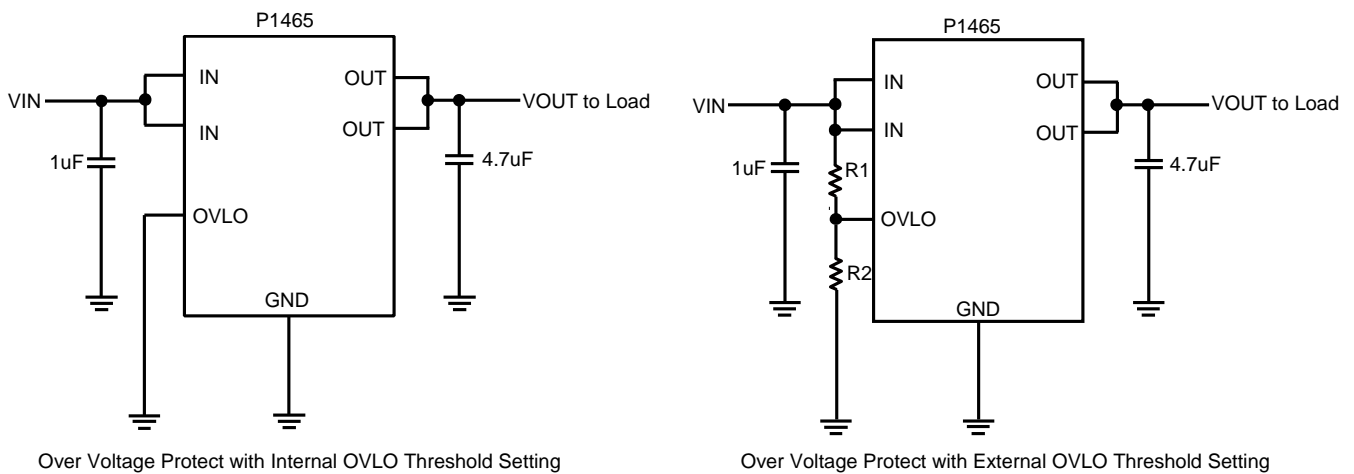 P1465
IN
OUT
VIN
VOUT to Load
IN
OUT
1uF
4.7uF
OVLO
GND
Over Voltage Protect with Internal OVLO Threshold Setting
P1465
IN
OUT
VIN
VOUT to Load
IN
OUT
1uF
R1
4.7uF
OVLO
R2
GND
Over Voltage Protect with External OVLO Threshold Setting